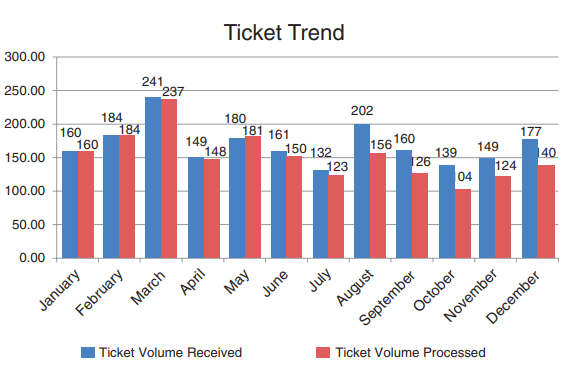 Ticket Trend
300.00
250.00
200.00
150.00
100.00
50.00
0.00
160
160
184
184
241
237
149
148
180
181
161
150
132
123
202
156
160
126
139
04
149
124
177
140
January
February
March
April
May
June
July
August
September
October
November
December
Ticket Volume Received
Ticket Volume Processed